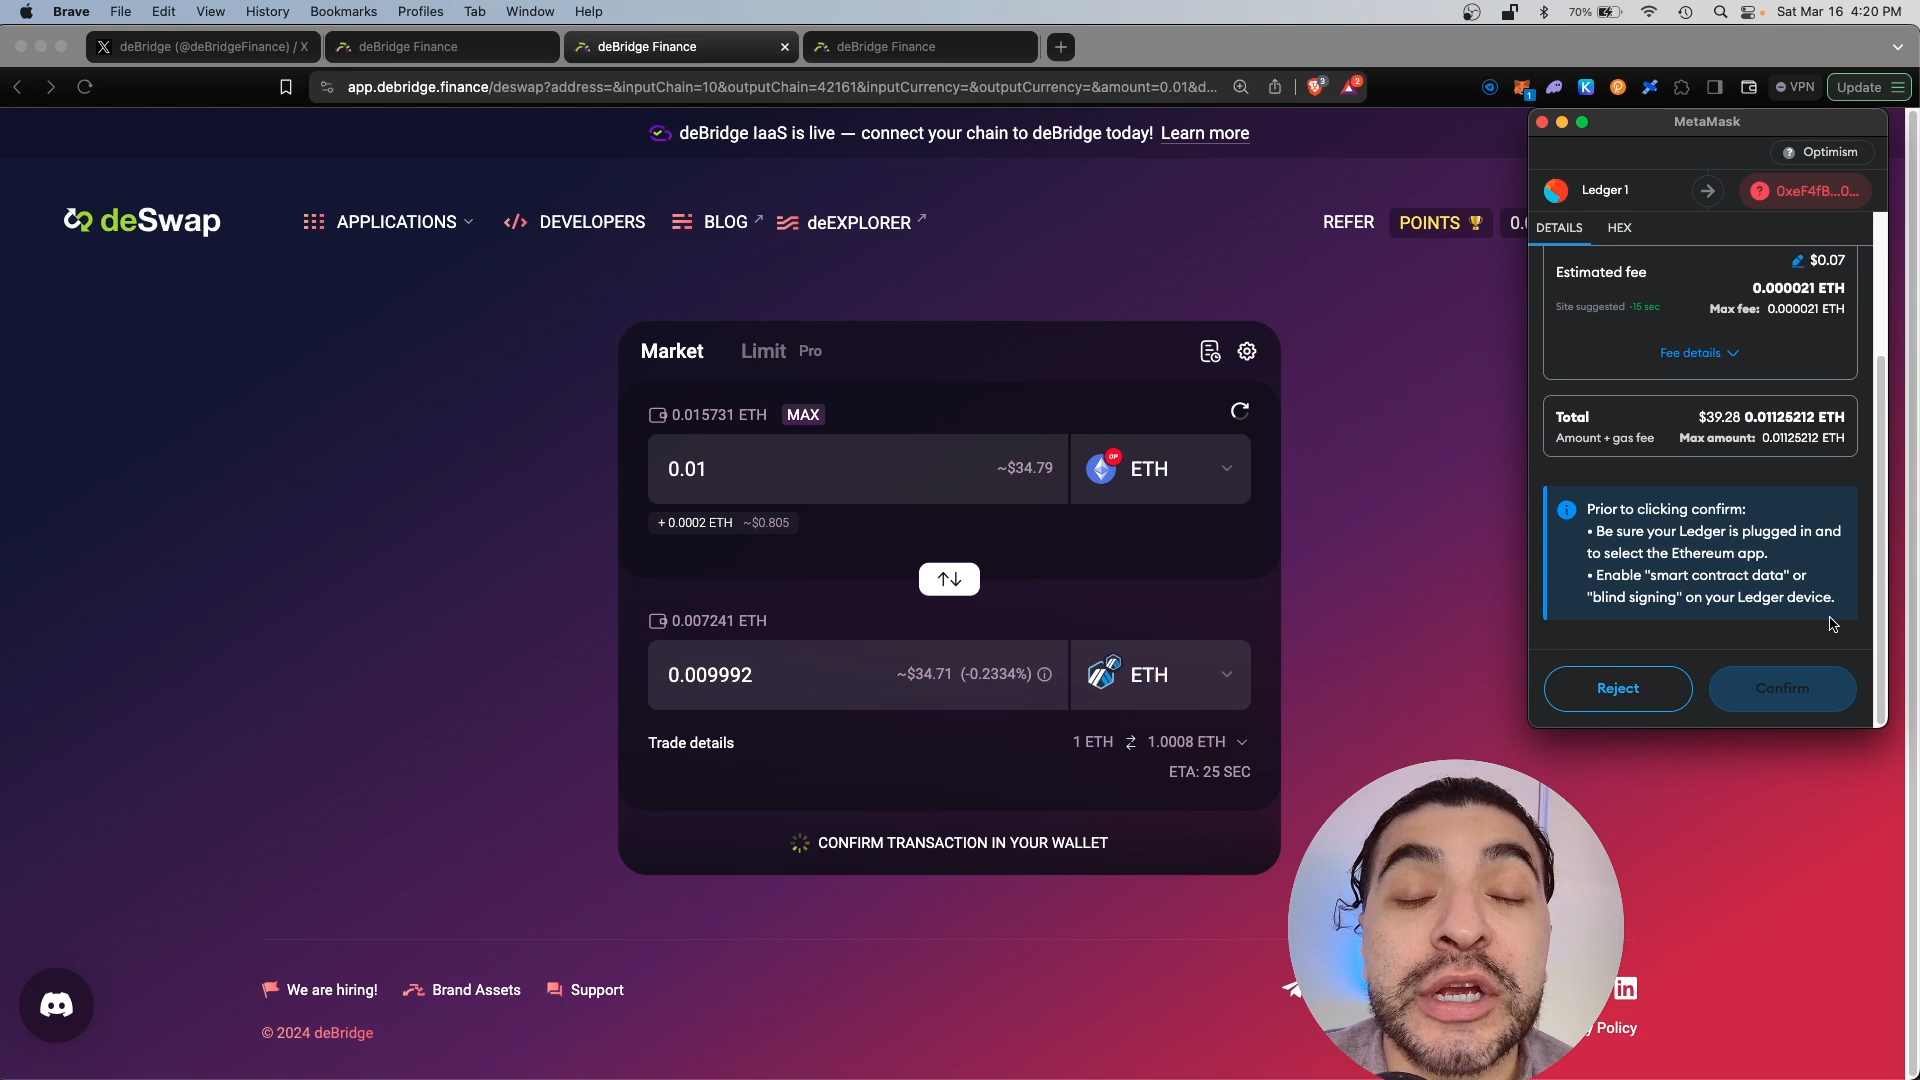 Brave File Edit View History Bookmarks Profiles Tab Window Help 70% Sat Mar 16 4:20 PM
deBridge (@deBridgeFinance) / X deBridge Finance deBridge Finance deBridge Finance
app.debridge.finance/deswap?address=&inputChain=10&outputChain=42161&inputCurrency=&outputCurrency=&amount=0.01&d... 3 2 1 VPN Update
deBridge IaaS is live — connect your chain to deBridge today! Learn more
deSwap APPLICATIONS DEVELOPERS BLOG deEXPLORER REFER POINTS
Market Limit Pro
0.015731 ETH MAX
0.01 ~$34.79 OP ETH
+ 0.0002 ETH ~$0.805
0.007241 ETH
0.009992 ~$34.71 (-0.2334%) ETH
Trade details 1 ETH 1.0008 ETH
ETA: 25 SEC
CONFIRM TRANSACTION IN YOUR WALLET
MetaMask
Optimism
Ledger 1 0xeF4fB...0...
DETAILS HEX
$0.07
Estimated fee
0.000021 ETH
Site suggested ~15 sec Max fee: 0.000021 ETH
Fee details
Total $39.28 0.01125212 ETH
Amount + gas fee Max amount: 0.01125212 ETH
Prior to clicking confirm:
• Be sure your Ledger is plugged in and
to select the Ethereum app.
• Enable "smart contract data" or
"blind signing" on your Ledger device.
Reject Confirm
We are hiring! Brand Assets Support in
© 2024 deBridge Policy